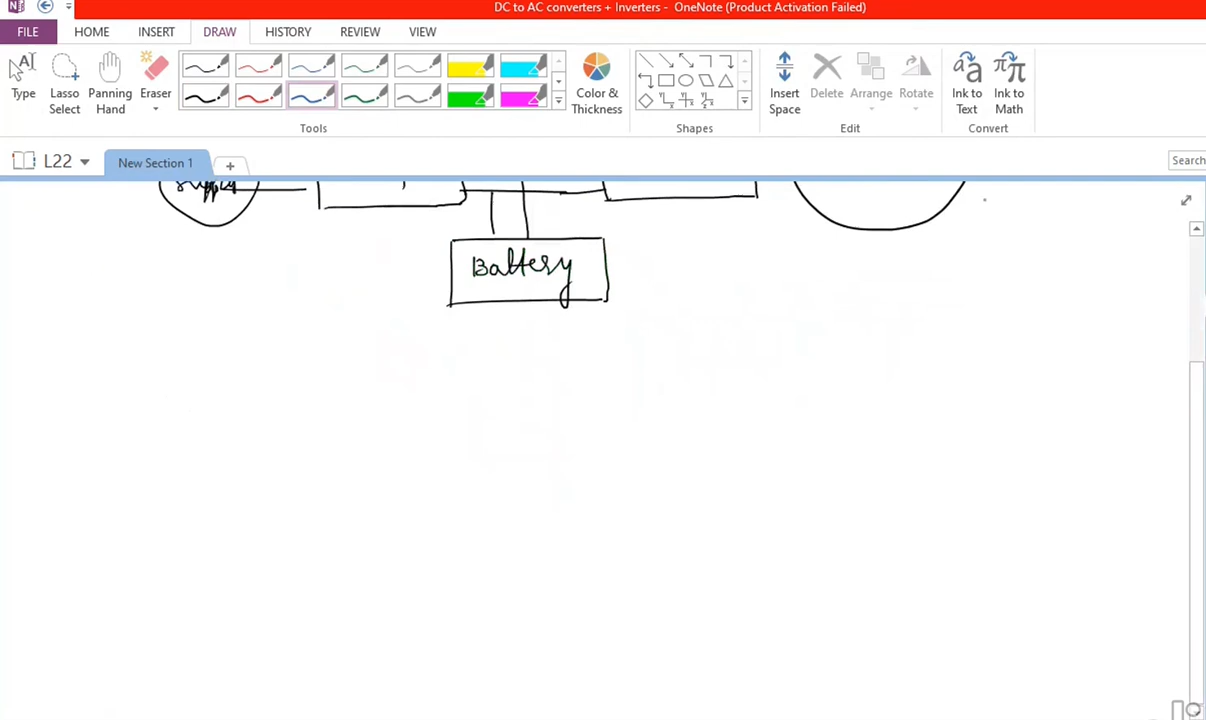 DC to AC converters + Inverters - OneNote (Product Activation Failed)
FILE HOME INSERT DRAW HISTORY REVIEW VIEW
Type
Lasso Select
Panning Hand
Eraser
Color & Thickness
Insert Space
Delete
Arrange
Rotate
Ink to Text
Ink to Math
Tools
Shapes
Edit
Convert
L22
New Section 1
Search
Battery